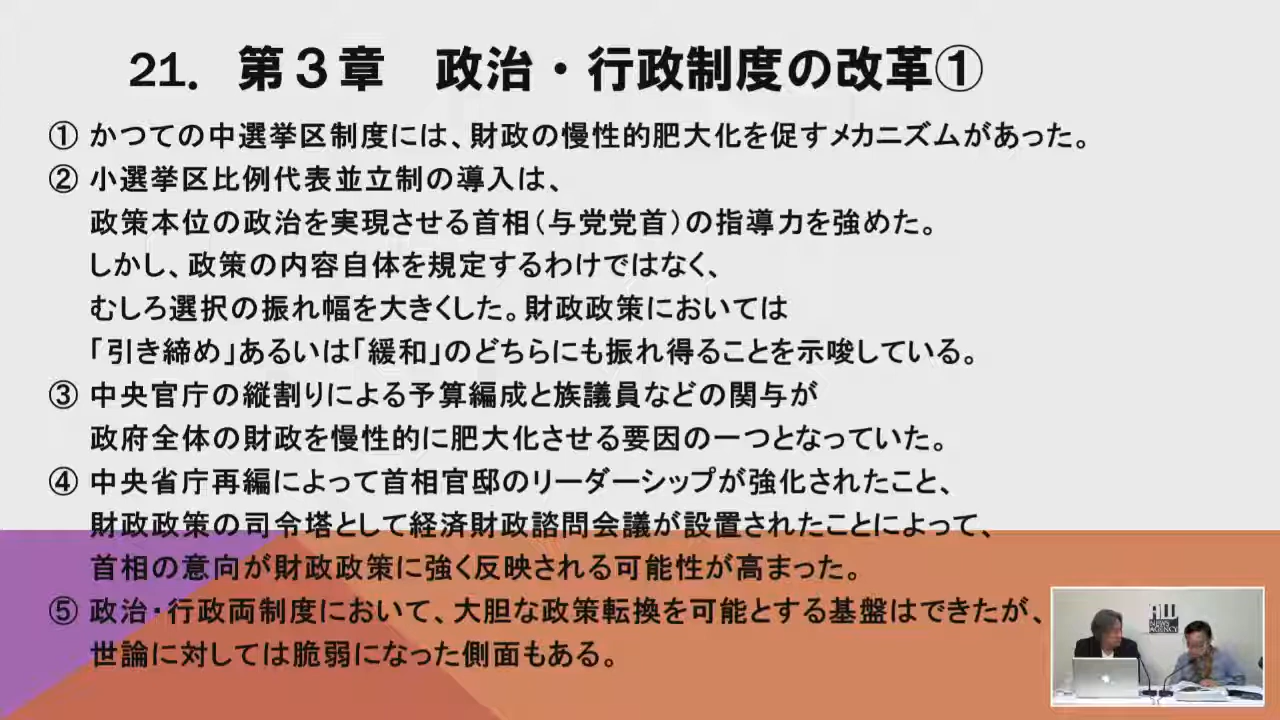 21. 第3章　政治・行政制度の改革①
① かつての中選挙区制度には、財政の慢性的肥大化を促すメカニズムがあった。
② 小選挙区比例代表並立制の導入は、
政策本位の政治を実現させる首相（与党党首）の指導力を強めた。
しかし、政策の内容自体を規定するわけではなく、
むしろ選択の振れ幅を大きくした。財政政策においては
「引き締め」あるいは「緩和」のどちらにも振れ得ることを示唆している。
③ 中央官庁の縦割りによる予算編成と族議員などの関与が
政府全体の財政を慢性的に肥大化させる要因の一つとなっていた。
④ 中央省庁再編によって首相官邸のリーダーシップが強化されたこと、
財政政策の司令塔として経済財政諮問会議が設置されたことによって、
首相の意向が財政政策に強く反映される可能性が高まった。
⑤ 政治・行政両制度において、大胆な政策転換を可能とする基盤はできたが、
世論に対しては脆弱になった側面もある。
NEWS
AGENCY